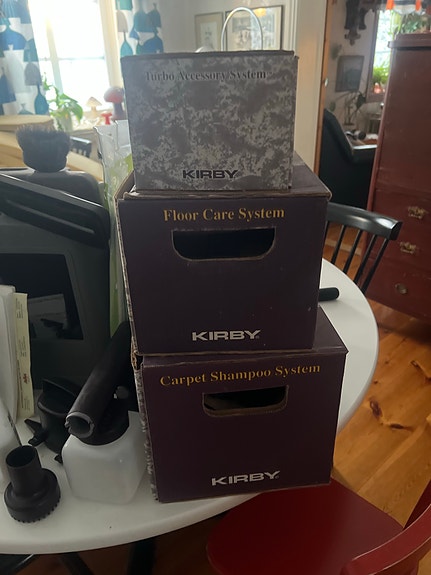 Turbo Accessory System
KIRBY
Floor Care System
KIRBY
Carpet Shampoo System
KIRBY